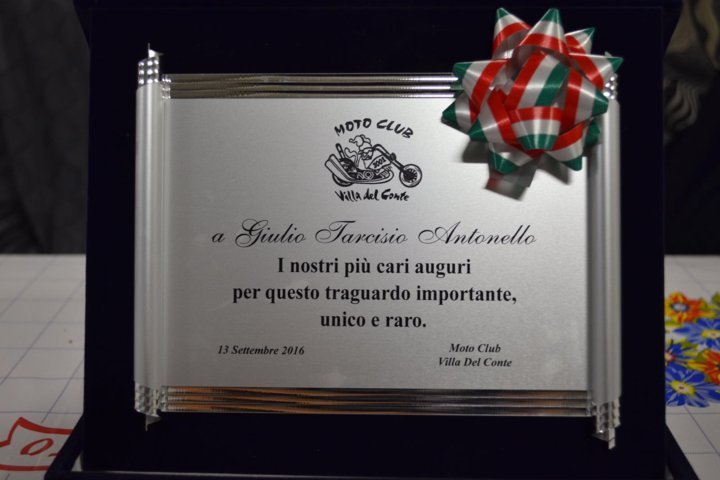 MOTO CLUB
2002
Villa del Conte
a Giulio Tarcisio Antonello
I nostri più cari auguri
per questo traguardo importante,
unico e raro.
13 Settembre 2016
Moto Club
Villa Del Conte